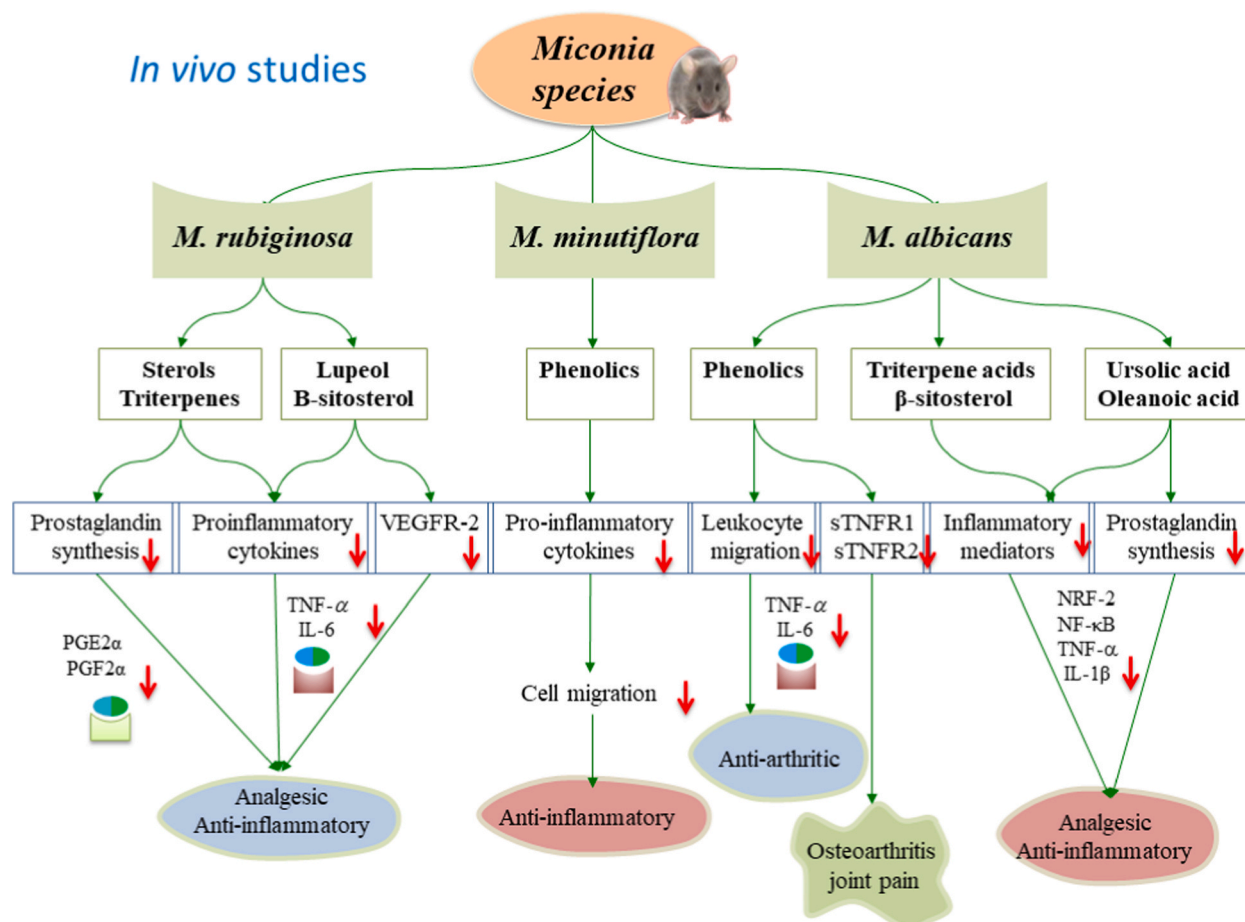 In vivo studies
Miconia
species
M. rubiginosa
M. minutiflora
M. albicans
Sterols
Triterpenes
Lupeol
B-sitosterol
Phenolics
Phenolics
Triterpene acids
β-sitosterol
Ursolic acid
Oleanoic acid
Prostaglandin
synthesis
Proinflammatory
cytokines
VEGFR-2
Pro-inflammatory
cytokines
Leukocyte
migration
sTNFR1
sTNFR2
Inflammatory
mediators
Prostaglandin
synthesis
PGE2α
PGF2α
TNF-α
IL-6
Cell migration
TNF-α
IL-6
NRF-2
NF-κB
TNF-α
IL-1β
Analgesic
Anti-inflammatory
Anti-inflammatory
Anti-arthritic
Osteoarthritis
joint pain
Analgesic
Anti-inflammatory